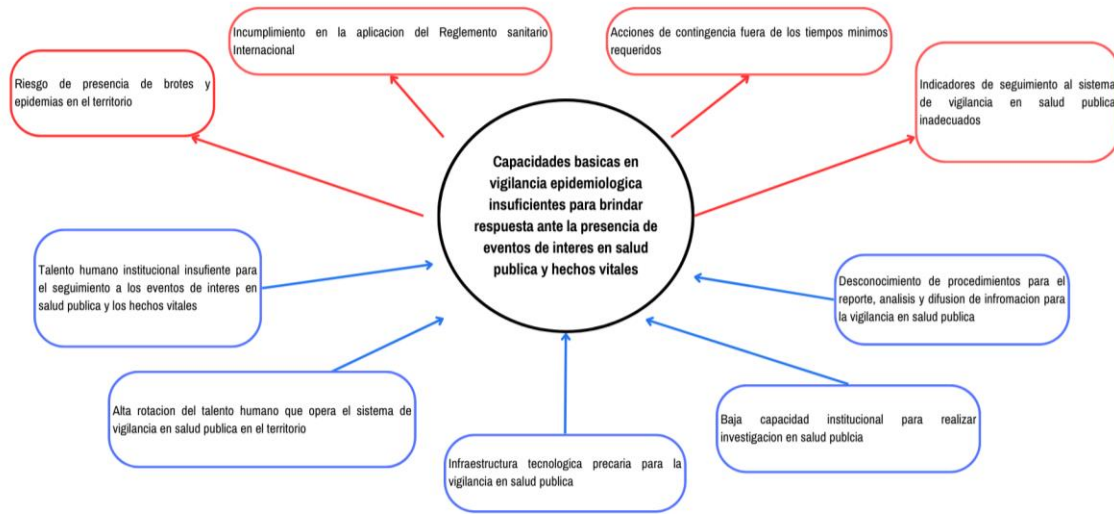 Incumplimiento en la aplicacion del Reglemento sanitario
Internacional
Acciones de contingencia fuera de los tiempos minimos
requeridos
Riesgo de presencia de brotes y
epidemias en el territorio
Indicadores de seguimiento al sistema
de vigilancia en salud publica
inadecuados
Capacidades basicas en
vigilancia epidemiologica
insuficientes para brindar
respuesta ante la presencia de
eventos de interes en salud
publica y hechos vitales
Talento humano institucional insufiente para
el seguimiento a los eventos de interes en
salud publica y los hechos vitales
Desconocimiento de procedimientos para el
reporte, analisis y difusion de infromacion para
la vigilancia en salud publica
Alta rotacion del talento humano que opera el sistema de
vigilancia en salud publica en el territorio
Baja capacidad institucional para realizar
investigacion en salud publcia
Infraestructura tecnologica precaria para la
vigilancia en salud publica